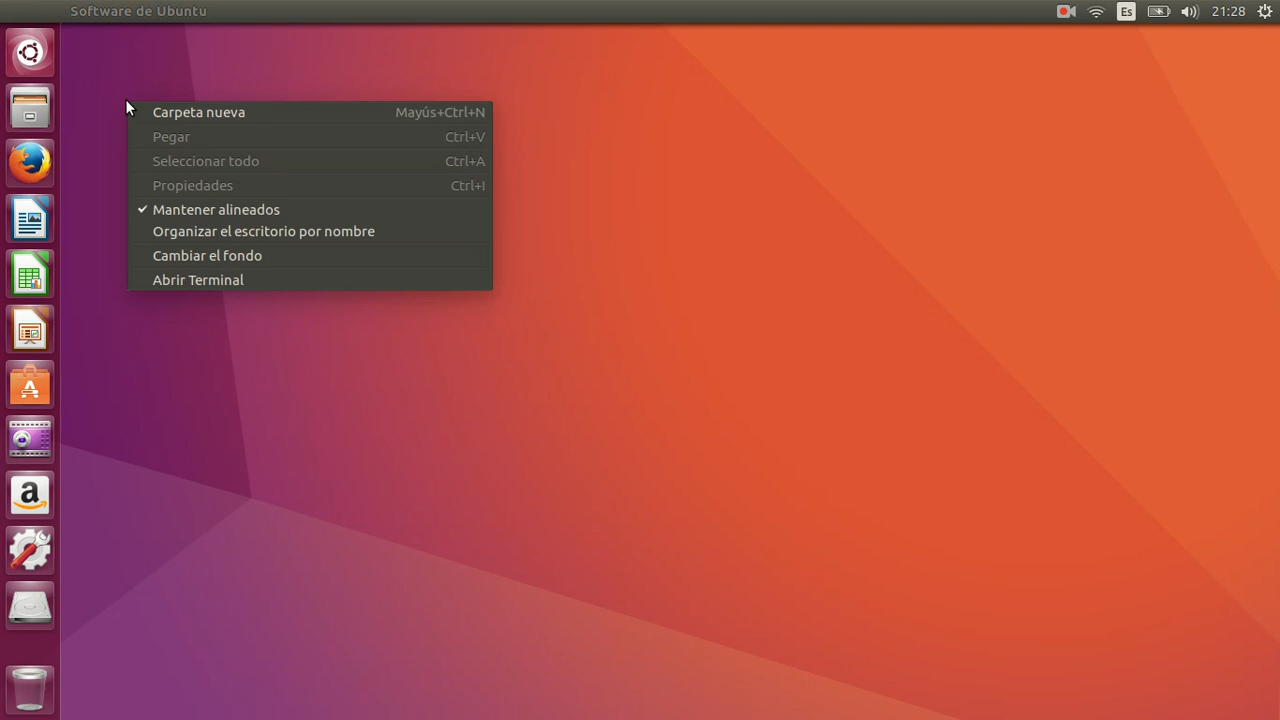 Software de Ubuntu
Es
21:28
Carpeta nueva Mayús+Ctrl+N
Pegar Ctrl+V
Seleccionar todo Ctrl+A
Propiedades Ctrl+I
Mantener alineados
Organizar el escritorio por nombre
Cambiar el fondo
Abrir Terminal